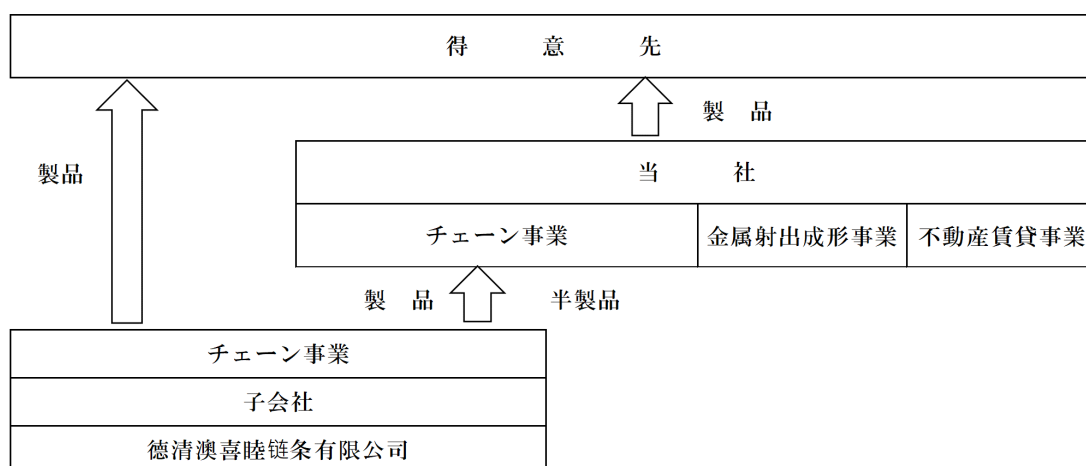 得意先
製品
製品
当社
チェーン事業 金属射出成形事業 不動産賃貸事業
製品 半製品
チェーン事業
子会社
德清澳喜睦链条有限公司